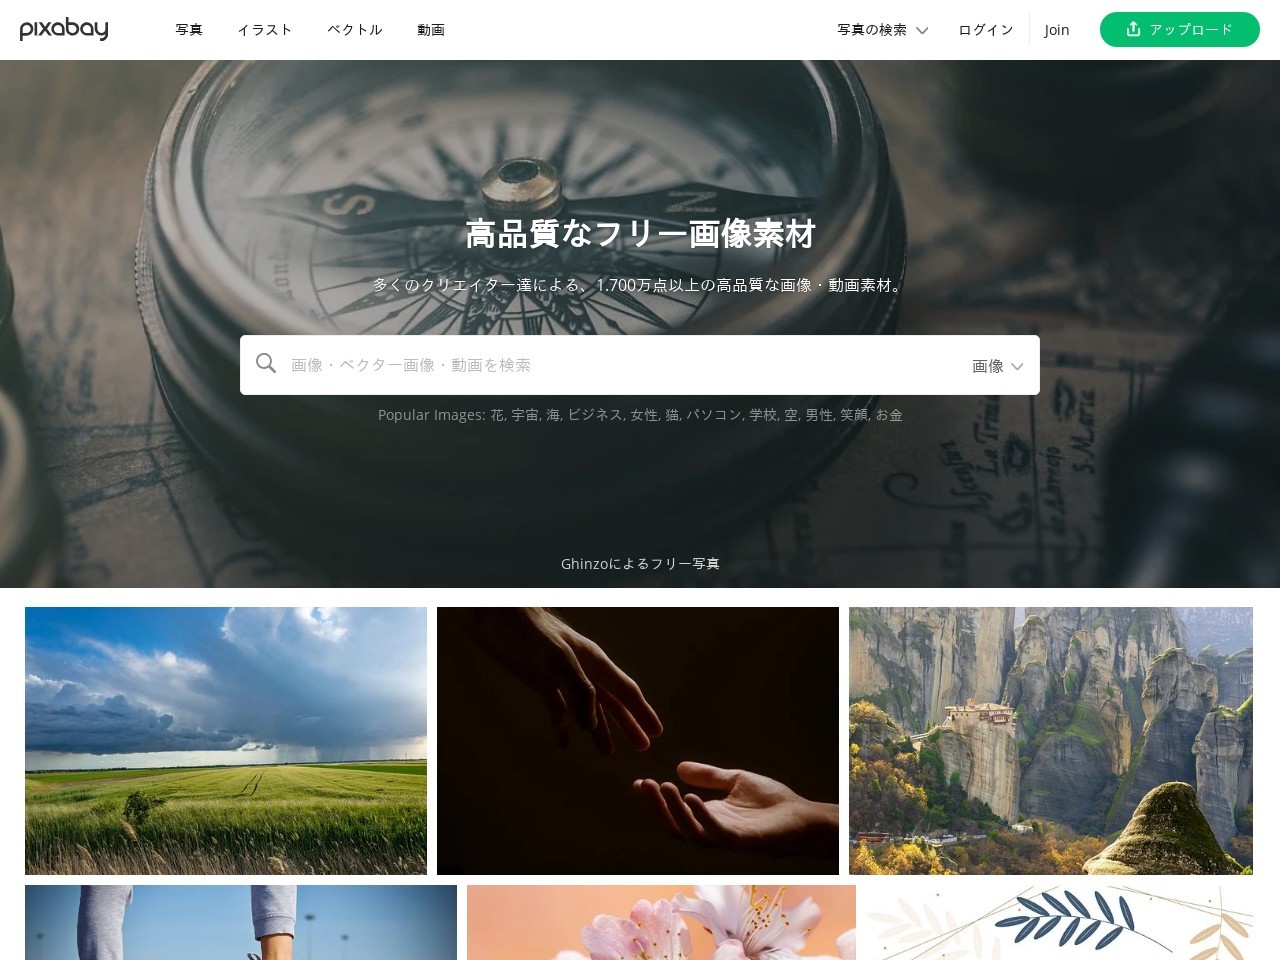 pixabay
写真 イラスト ベクトル 動画
写真の検索 ログイン Join アップロード
S N
高品質なフリー画像素材
多くのクリエイター達による、1.700万点以上の高品質な画像・動画素材。
画像・ベクター画像・動画を検索 画像
Popular Images: 花, 宇宙, 海, ビジネス, 女性, 猫, パソコン, 学校, 空, 男性, 笑顔, お金
S. Maria
Ghinzoによるフリー写真